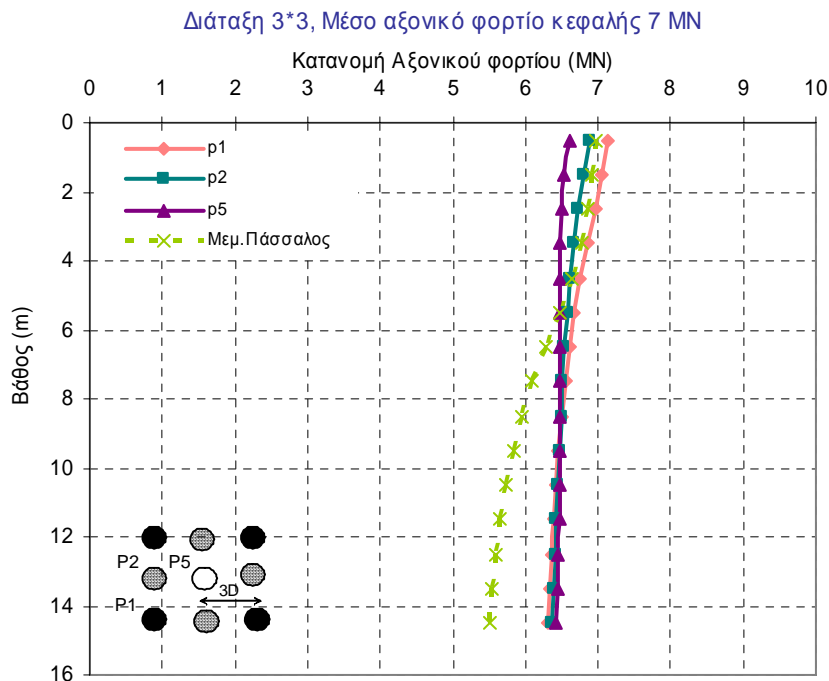 Διάταξη 3*3, Μέσο αξονικό φορτίο κεφαλής 7 MN
Κατανομή Αξονικού φορτίου (MN)
0 1 2 3 4 5 6 7 8 9 10
0
2
4
6
8
10
12
14
16
Βάθος (m)
p1
p2
p5
Μεμ.Πάσσαλος
P2 P5
3D
P1